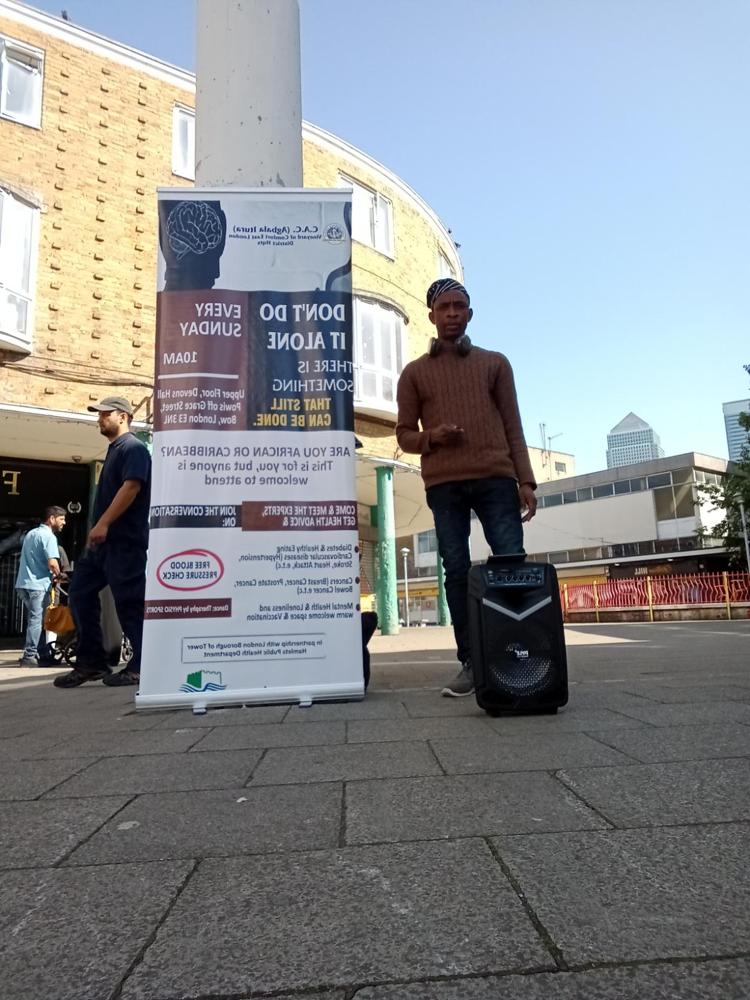 C.A.C. (Agbala Itura)
Vineyard of Comfort East London
District Hqts
DON'T DO
IT ALONE
THERE IS
SOMETHING
THAT STILL
CAN BE DONE.
EVERY
SUNDAY
10AM
Upper Floor, Devons Hall
Powis off Grace Street,
Bow, London E3 3NL
ARE YOU AFRICAN OR CARIBBEAN?
This is for you, but anyone is
welcome to attend
COME & MEET THE EXPERTS,
GET HEALTH ADVICE &
JOIN THE CONVERSATION
ON:
Diabetes & Healthy Eating
Cardiovascular diseases (Hypertension,
Stroke, Heart Attack, e.t.c)
Cancers (Breast Cancer, Prostate Cancer,
Bowel Cancer e.t.c)
Mental Health & Loneliness and
warm welcome space & Vaccination
FREE BLOOD
PRESSURE CHECK
Dance: Theraphy by PHYSIO SPORTS
In partnership with London Borough of Tower
Hamlets Public Health Department
F
PYLE
HILL